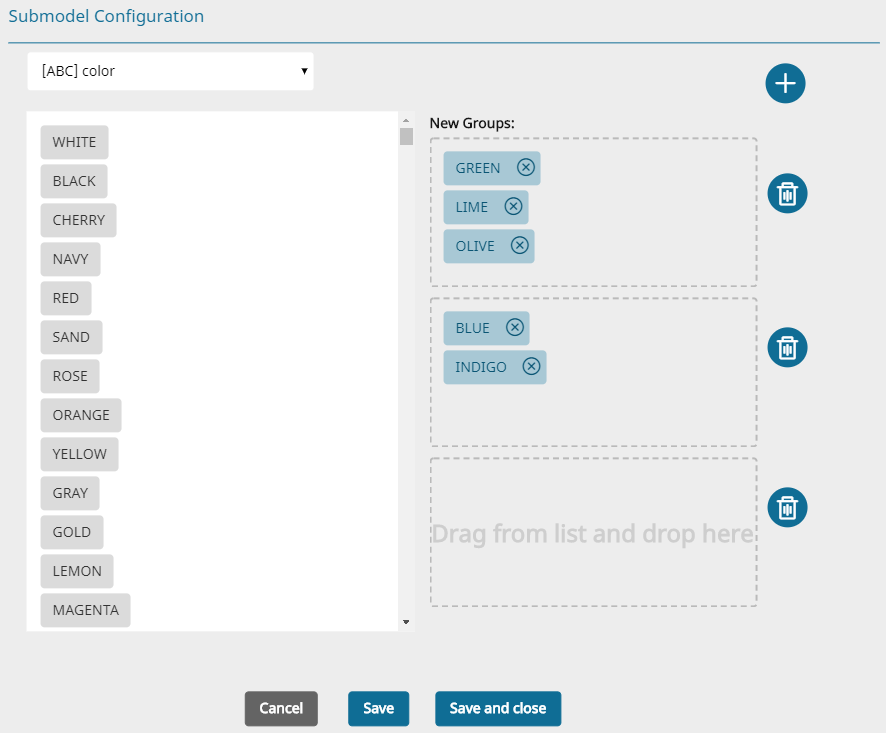 Submodel Configuration
[ABC] color
WHITE
BLACK
CHERRY
NAVY
RED
SAND
ROSE
ORANGE
YELLOW
GRAY
GOLD
LEMON
MAGENTA
New Groups:
GREEN
LIME
OLIVE
BLUE
INDIGO
Drag from list and drop here
Cancel
Save
Save and close